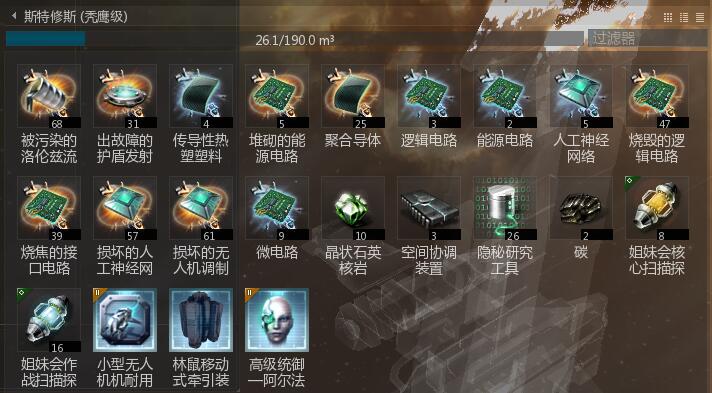 斯特修斯 (秃鹰级)
26.1/190.0 m³
过滤器
68
31
4
5
25
3
2
5
47
被污染的
洛伦兹流
出故障的
护盾发射
传导性热
塑塑料
堆砌的能
源电路
聚合导体
逻辑电路
能源电路
人工神经
网络
烧毁的逻
辑电路
39
57
61
9
10
3
26
2
8
烧焦的接
口电路
损坏的人
工神经网
损坏的无
人机调制
微电路
晶状石英
核岩
空间协调
装置
隐秘研究
工具
碳
姐妹会核
心扫描探
16
姐妹会作
战扫描探
小型无人
机机耐用
林鼠移动
式牵引装
高级统御
—阿尔法